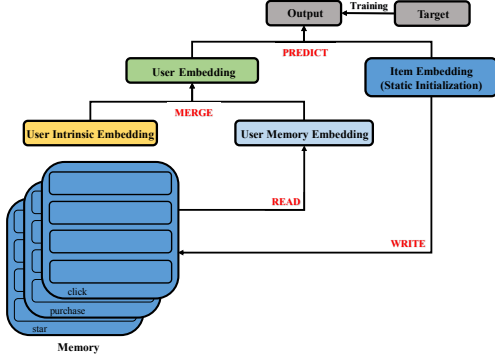 Output
Training
Target
PREDICT
User Embedding
Item Embedding
(Static Initialization)
MERGE
User Intrinsic Embedding
User Memory Embedding
READ
WRITE
click
purchase
star
Memory